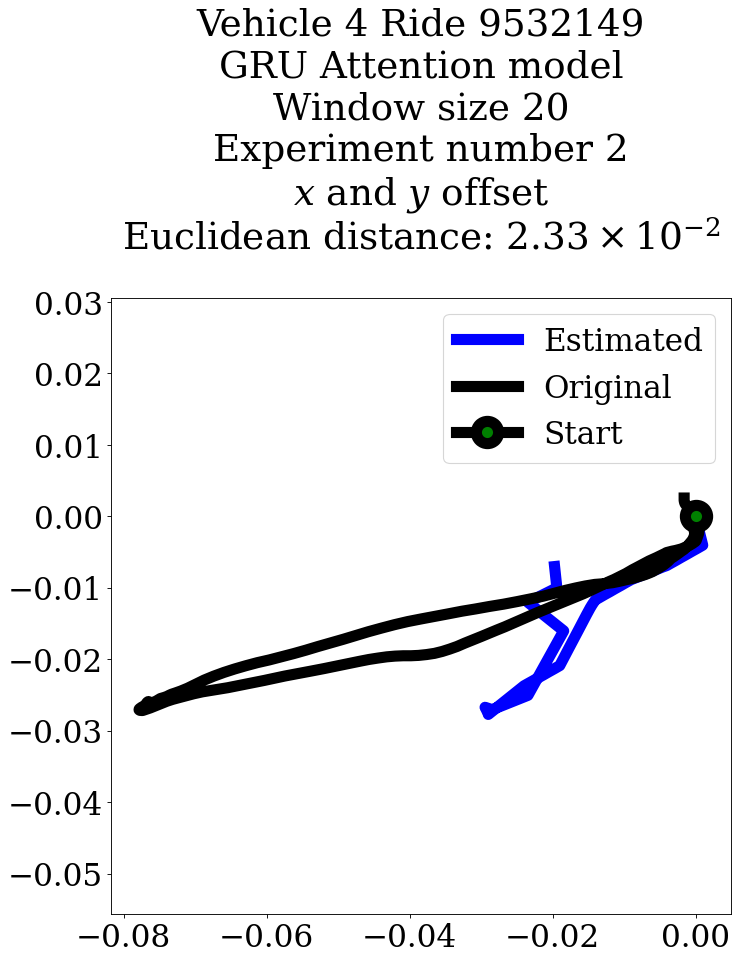 Vehicle 4 Ride 9532149
GRU Attention model
Window size 20
Experiment number 2
x and y offset
Euclidean distance: 2.33 × 10⁻²
Estimated
Original
Start
0.03
0.02
0.01
0.00
−0.01
−0.02
−0.03
−0.04
−0.05
−0.08 −0.06 −0.04 −0.02 0.00